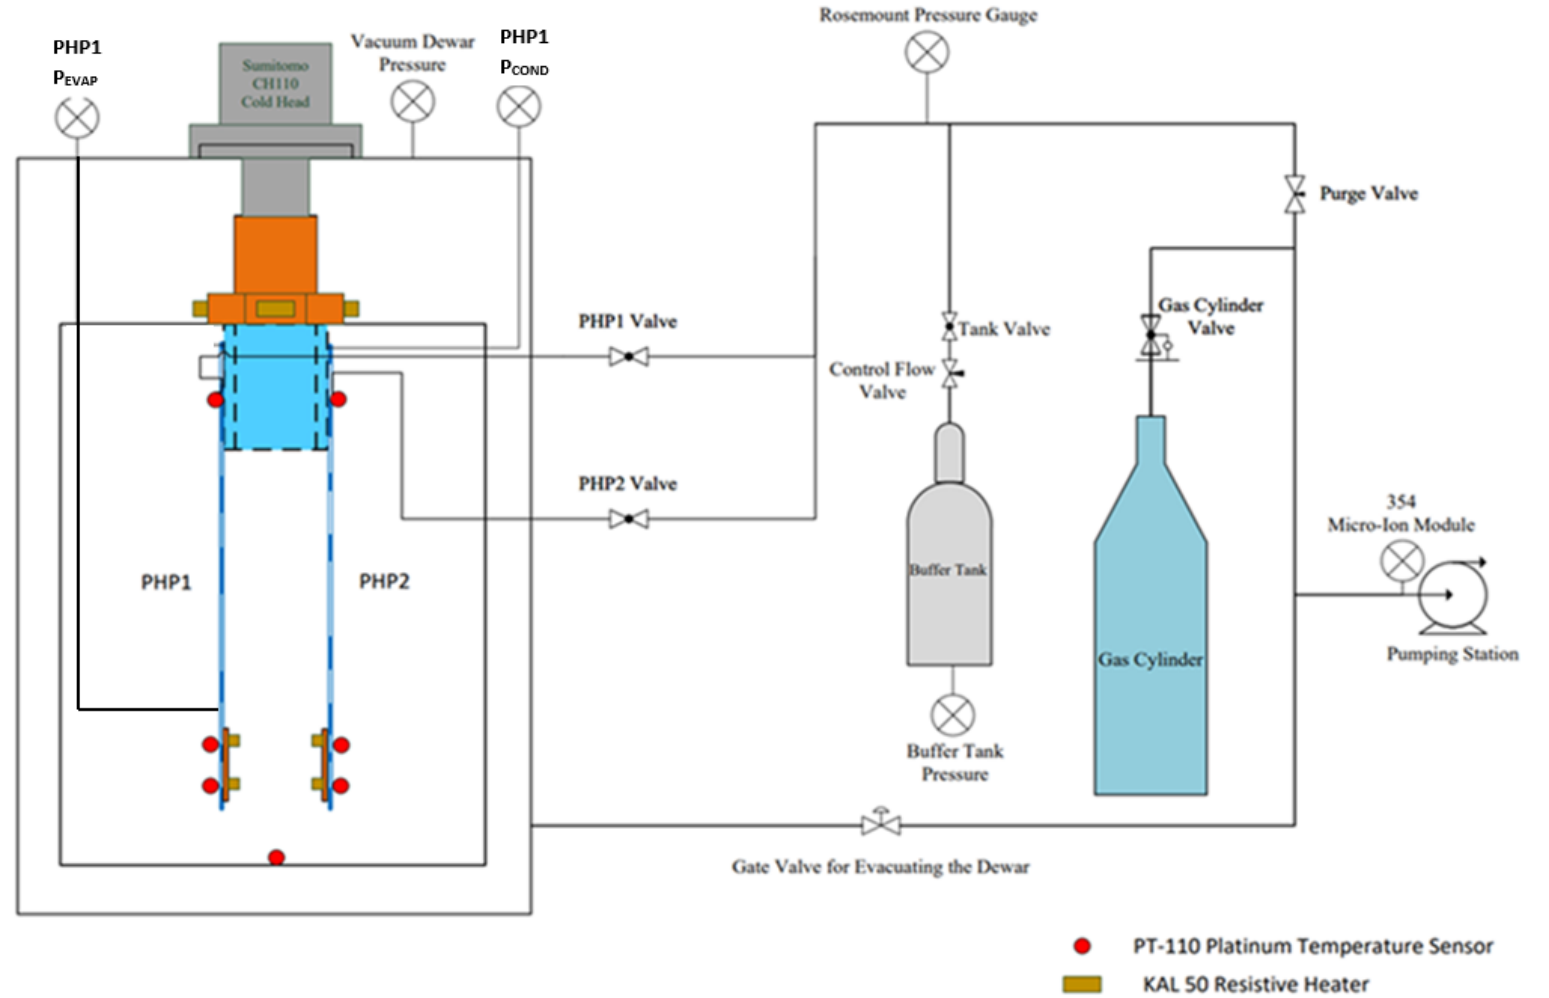 Rosemount Pressure Gauge
PHP1
P_EVAP
Vacuum Dewar
Pressure
PHP1
P_COND
Sumitomo
CH110
Cold Head
Purge Valve
PHP1 Valve
Tank Valve
Gas Cylinder
Valve
Control Flow
Valve
PHP2 Valve
354
Micro-Ion Module
PHP1
PHP2
Buffer Tank
Gas Cylinder
Pumping Station
Buffer Tank
Pressure
Gate Valve for Evacuating the Dewar
PT-110 Platinum Temperature Sensor
KAL 50 Resistive Heater